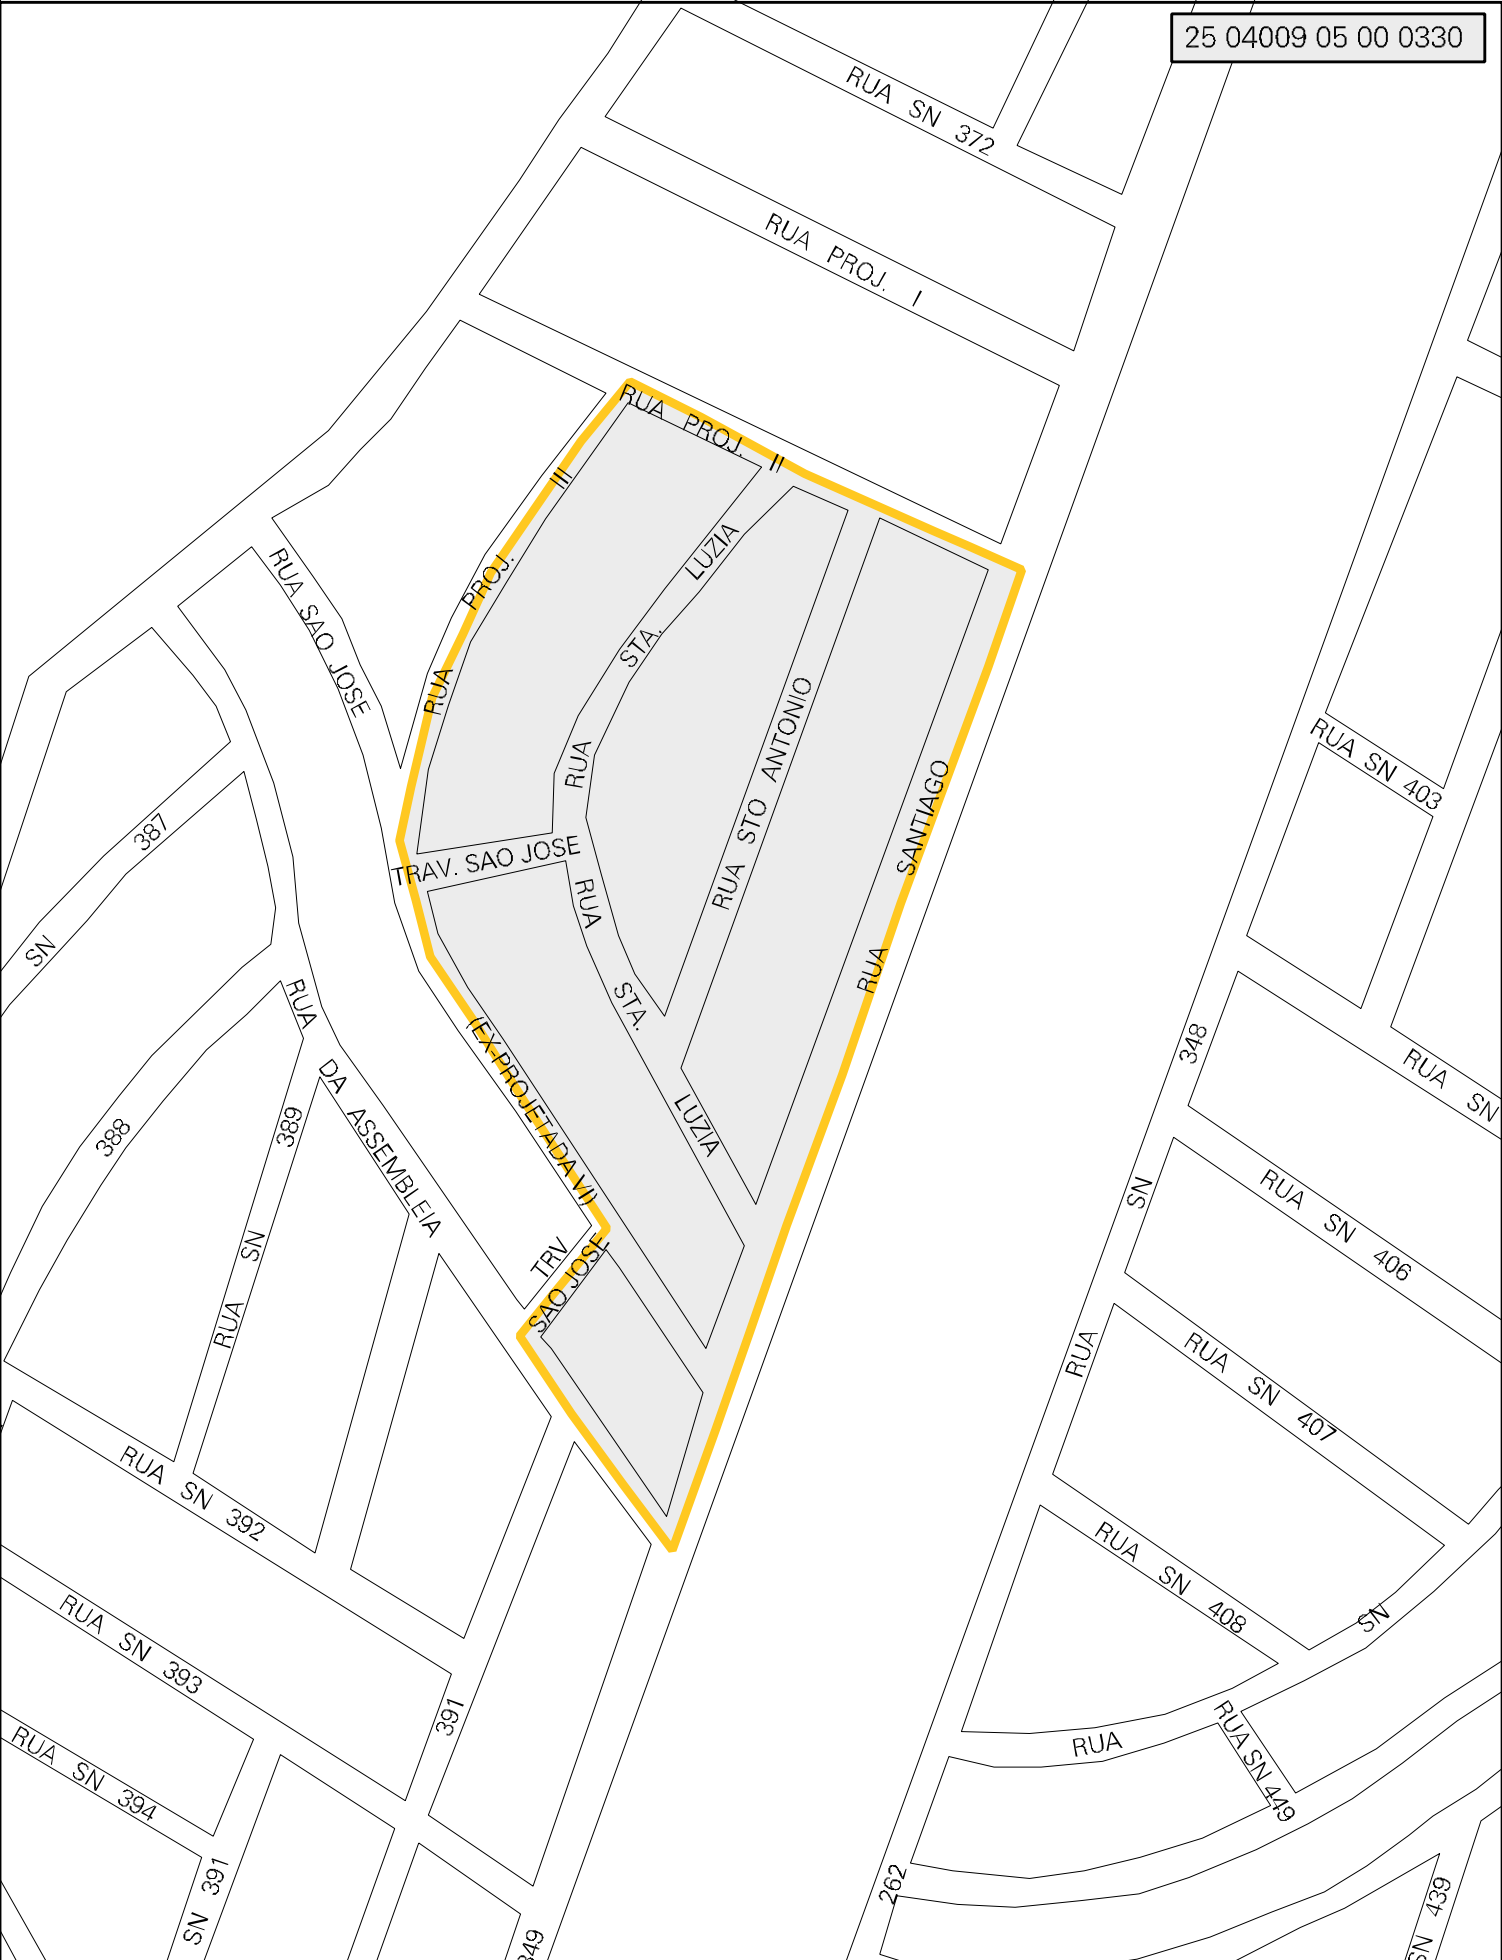 25 04009 05 00 0330
RUA SN 372
RUA PROJ. I
RUA PROJ. II
RUA PROJ. III
RUA STA. LUZIA
RUA SAO JOSE
RUA STO ANTONIO
RUA SANTIAGO
TRAV. SAO JOSE
RUA STA. LUZIA
(EX-PROJETADA VI)
TRV SAO JOSE
RUA DA ASSEMBLEIA
SN 387
388
RUA SN 389
RUA SN 392
RUA SN 393
RUA SN 394
391
SN 391
349
RUA SN 403
RUA SN
RUA SN 348
RUA SN 406
RUA SN 407
RUA SN 408
RUA SN
RUA SN 449
262
SN 439